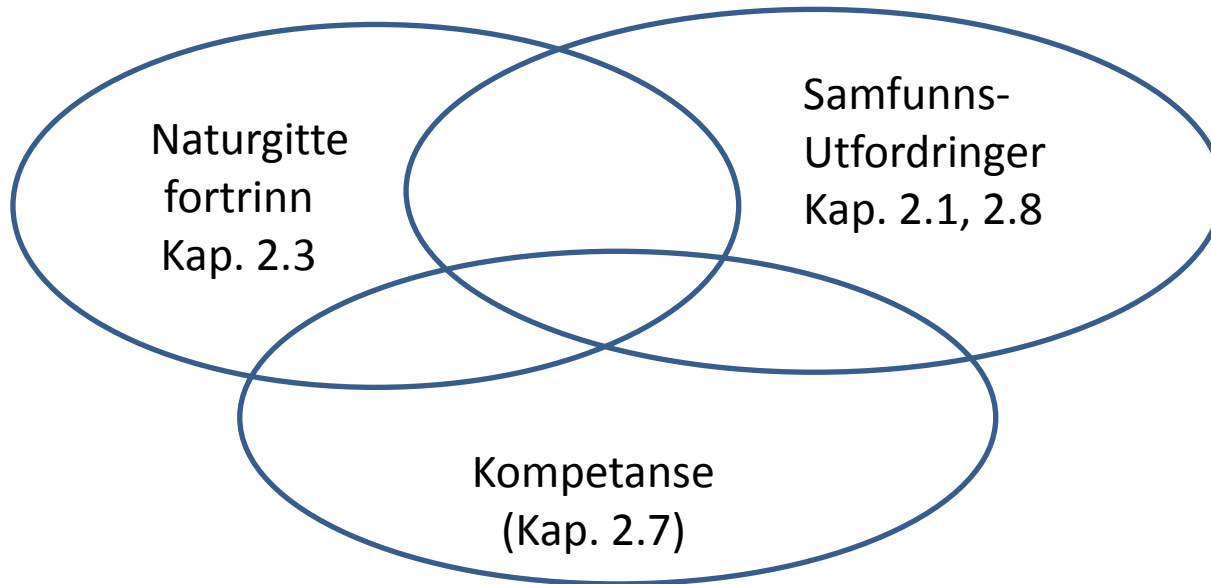 Naturgitte
fortrinn
Kap. 2.3
Samfunns-
Utfordringer
Kap. 2.1, 2.8
Kompetanse
(Kap. 2.7)